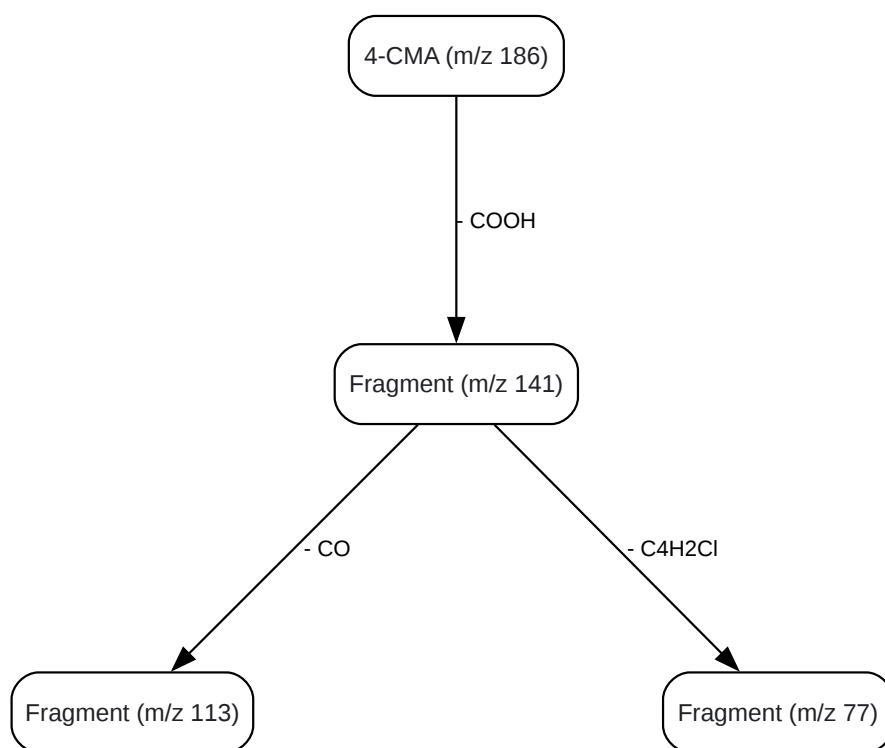 4-CMA (m/z 186)
- COOH
Fragment (m/z 141)
- CO
- C4H2Cl
Fragment (m/z 113)
Fragment (m/z 77)